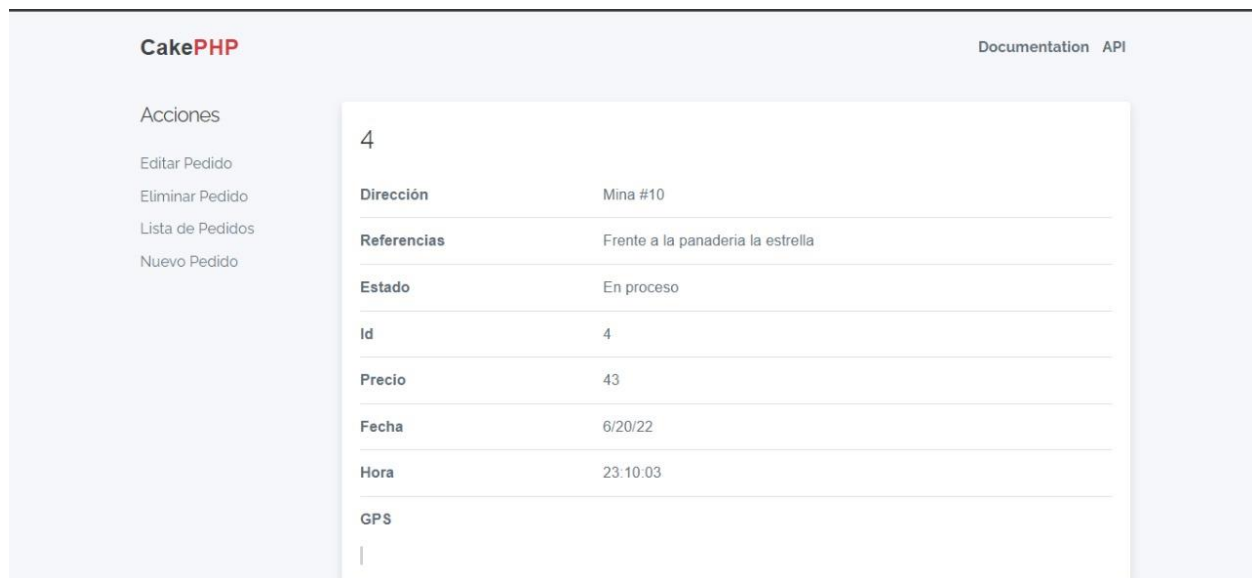 CakePHP
Documentation API
Acciones
Editar Pedido
Eliminar Pedido
Lista de Pedidos
Nuevo Pedido
4
Dirección Mina #10
Referencias Frente a la panaderia la estrella
Estado En proceso
Id 4
Precio 43
Fecha 6/20/22
Hora 23:10:03
GPS